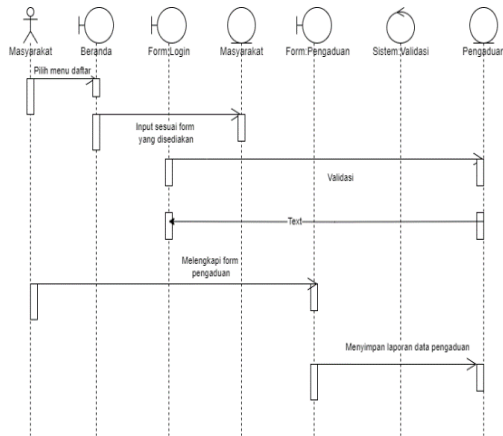 Masyarakat
Beranda
Form:Login
Masyarakat
Form:Pengaduan
Sistem:Validasi
Pengaduan
Pilih menu daftar
Input sesuai form
yang disediakan
Validasi
Text
Melengkapi form
pengaduan
Menyimpan laporan data pengaduan